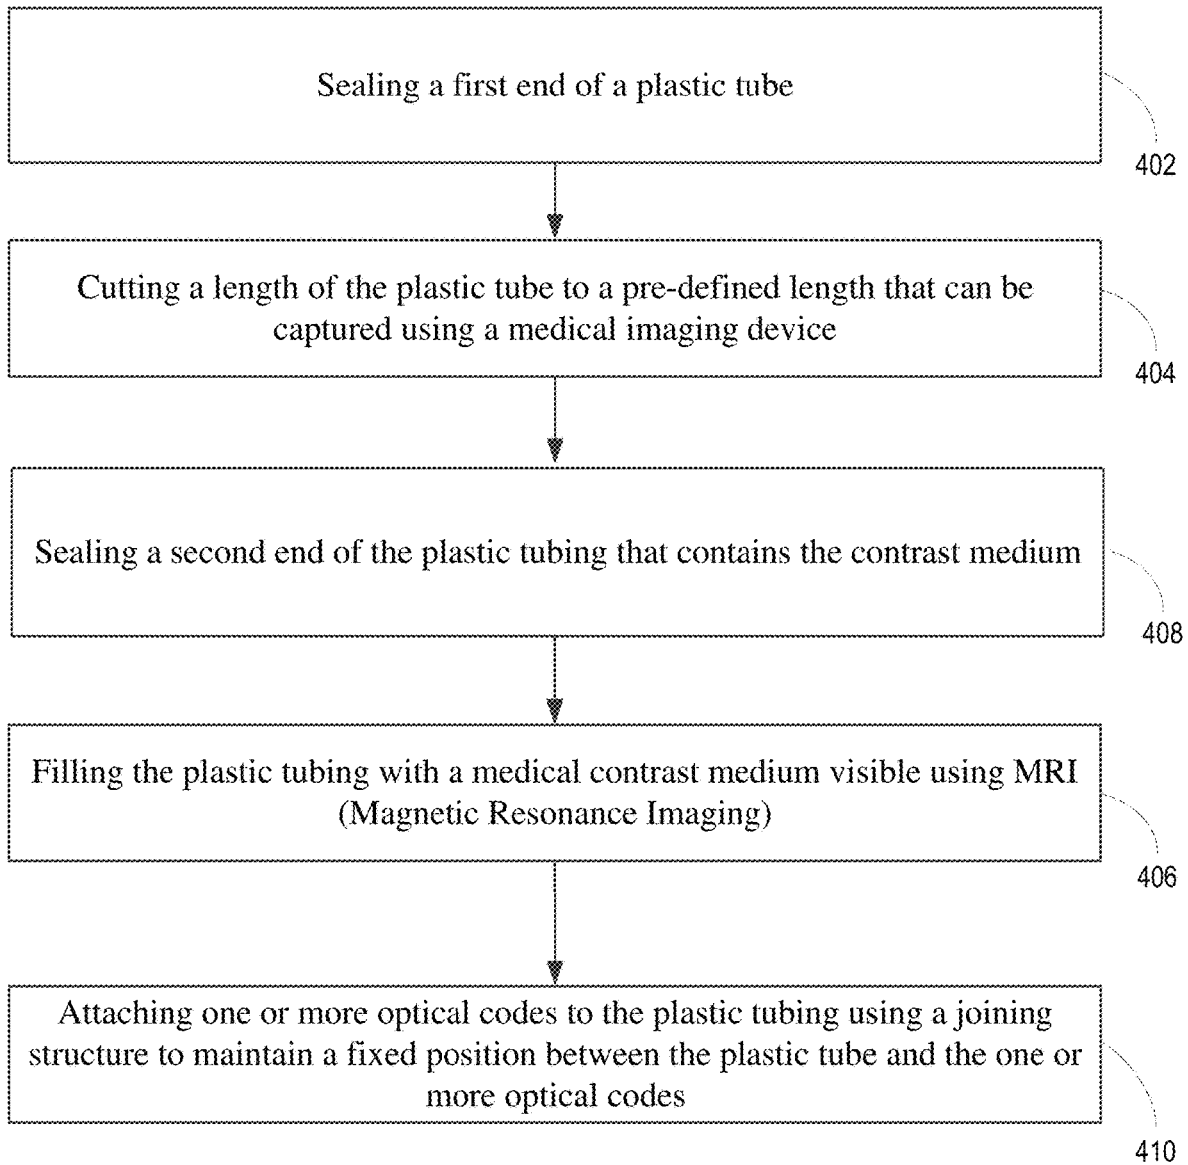 Sealing a first end of a plastic tube
402
Cutting a length of the plastic tube to a pre-defined length that can be
captured using a medical imaging device
404
Sealing a second end of the plastic tubing that contains the contrast medium
408
Filling the plastic tubing with a medical contrast medium visible using MRI
(Magnetic Resonance Imaging)
406
Attaching one or more optical codes to the plastic tubing using a joining
structure to maintain a fixed position between the plastic tube and the one or
more optical codes
410